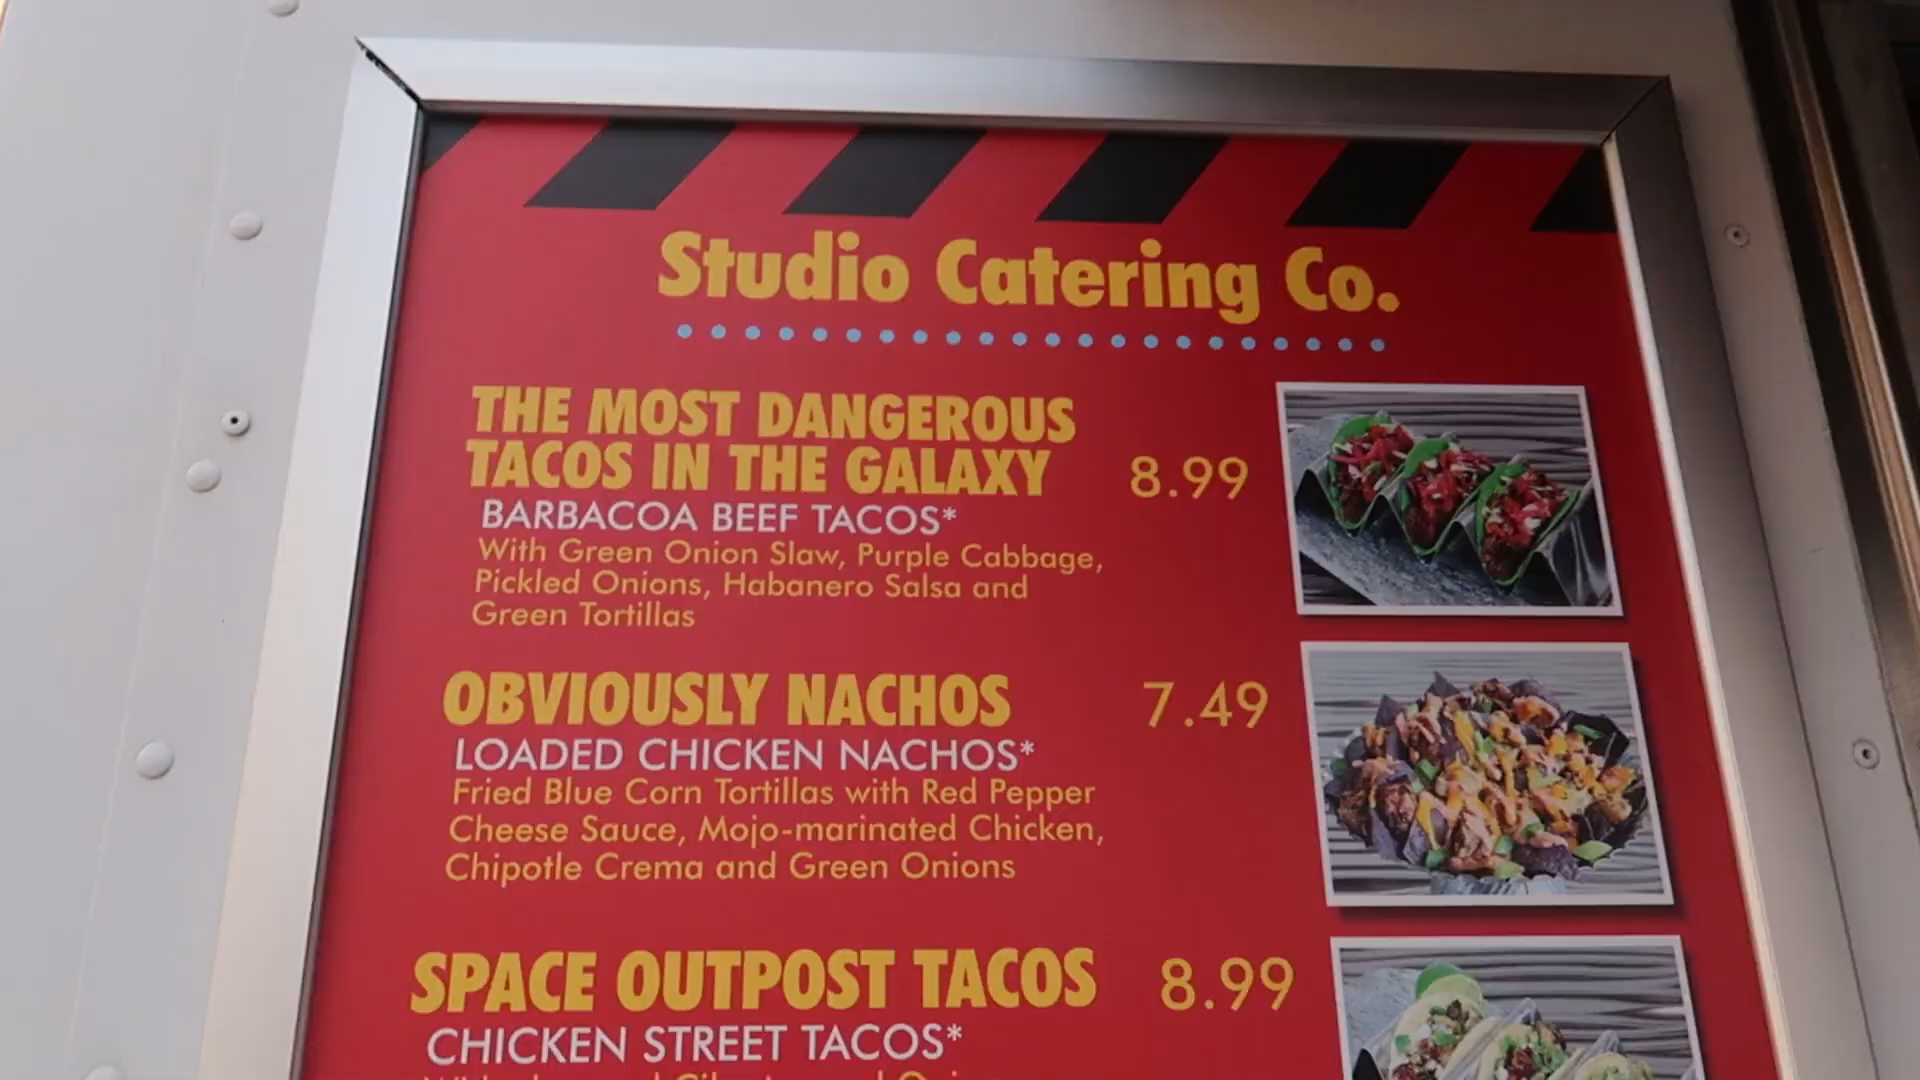 Studio Catering Co.
THE MOST DANGEROUS
TACOS IN THE GALAXY 8.99
BARBACOA BEEF TACOS*
With Green Onion Slaw, Purple Cabbage,
Pickled Onions, Habanero Salsa and
Green Tortillas
OBVIOUSLY NACHOS 7.49
LOADED CHICKEN NACHOS*
Fried Blue Corn Tortillas with Red Pepper
Cheese Sauce, Mojo-marinated Chicken,
Chipotle Crema and Green Onions
SPACE OUTPOST TACOS 8.99
CHICKEN STREET TACOS*